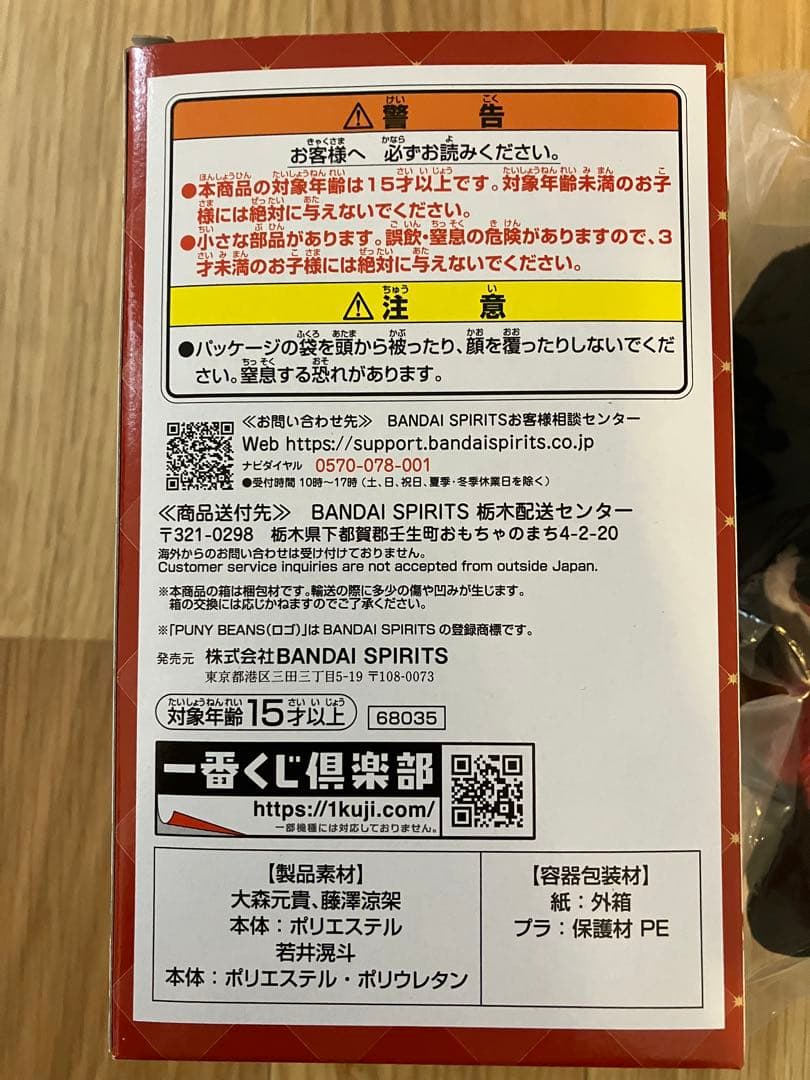 警告
お客様へ 必ずお読みください。
●本商品の対象年齢は15才以上です。対象年齢未満のお子
様には絶対に与えないでください。
●小さな部品があります。誤飲・窒息の危険がありますので、3
才未満のお子様には絶対に与えないでください。
注意
●パッケージの袋を頭から被ったり、顔を覆ったりしないでくだ
さい。窒息する恐れがあります。
≪お問い合わせ先≫ BANDAI SPIRITSお客様相談センター
Web https://support.bandaispirits.co.jp
ナビダイヤル 0570-078-001
●受付時間 10時～17時(土、日、祝日、夏季・冬季休業日を除く)
≪商品送付先≫ BANDAI SPIRITS 栃木配送センター
〒321-0298 栃木県下都賀郡壬生町おもちゃのまち4-2-20
海外からのお問い合わせは受け付けておりません。
Customer service inquiries are not accepted from outside Japan.
※本商品の箱は梱包材です。輸送の際に多少の傷や凹みが生じます。
箱の交換には応じかねますのでご了承ください。
※「PUNY BEANS(ロゴ)」はBANDAI SPIRITS の登録商標です。
発売元 株式会社BANDAI SPIRITS
東京都港区三田三丁目5-19 〒108-0073
対象年齢 15才以上 68035
一番くじ倶楽部
https://1kuji.com/
一部機種には対応しておりません。
【製品素材】
大森元貴、藤澤涼架
本体：ポリエステル
若井滉斗
本体：ポリエステル・ポリウレタン
【容器包装材】
紙：外箱
プラ：保護材 PE